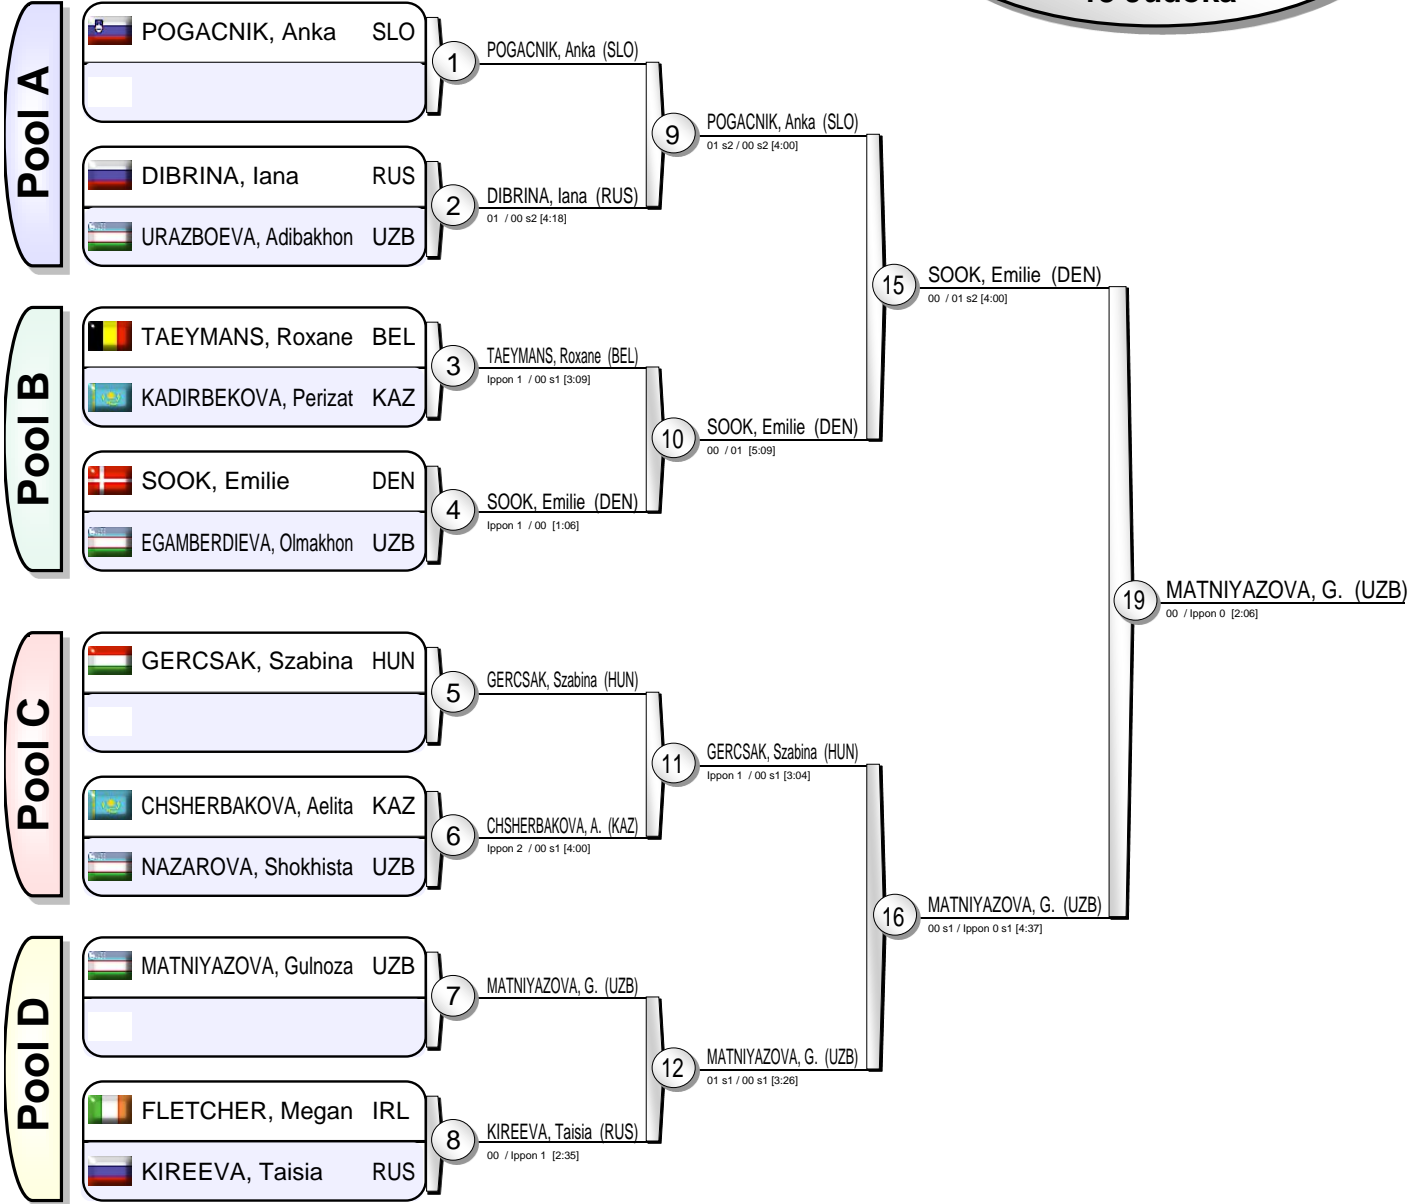 13 Judoka
Pool A
POGACNIK, Anka SLO
DIBRINA, Iana RUS
URAZBOEVA, Adibakhon UZB
Pool B
TAEYMANS, Roxane BEL
KADIRBEKOVA, Perizat KAZ
SOOK, Emilie DEN
EGAMBERDIEVA, Olmakhon UZB
Pool C
GERCSAK, Szabina HUN
CHSHERBAKOVA, Aelita KAZ
NAZAROVA, Shokhista UZB
Pool D
MATNIYAZOVA, Gulnoza UZB
FLETCHER, Megan IRL
KIREEVA, Taisia RUS
1 POGACNIK, Anka (SLO)
2 DIBRINA, Iana (RUS)
01 / 00 s2 [4:18]
3 TAEYMANS, Roxane (BEL)
Ippon 1 / 00 s1 [3:09]
4 SOOK, Emilie (DEN)
Ippon 1 / 00 [1:06]
5 GERCSAK, Szabina (HUN)
6 CHSHERBAKOVA, A. (KAZ)
Ippon 2 / 00 s1 [4:00]
7 MATNIYAZOVA, G. (UZB)
8 KIREEVA, Taisia (RUS)
00 / Ippon 1 [2:35]
9 POGACNIK, Anka (SLO)
01 s2 / 00 s2 [4:00]
10 SOOK, Emilie (DEN)
00 / 01 [5:09]
11 GERCSAK, Szabina (HUN)
Ippon 1 / 00 s1 [3:04]
12 MATNIYAZOVA, G. (UZB)
01 s1 / 00 s1 [3:26]
15 SOOK, Emilie (DEN)
00 / 01 s2 [4:00]
16 MATNIYAZOVA, G. (UZB)
00 s1 / Ippon 0 s1 [4:37]
19 MATNIYAZOVA, G. (UZB)
00 / Ippon 0 [2:06]